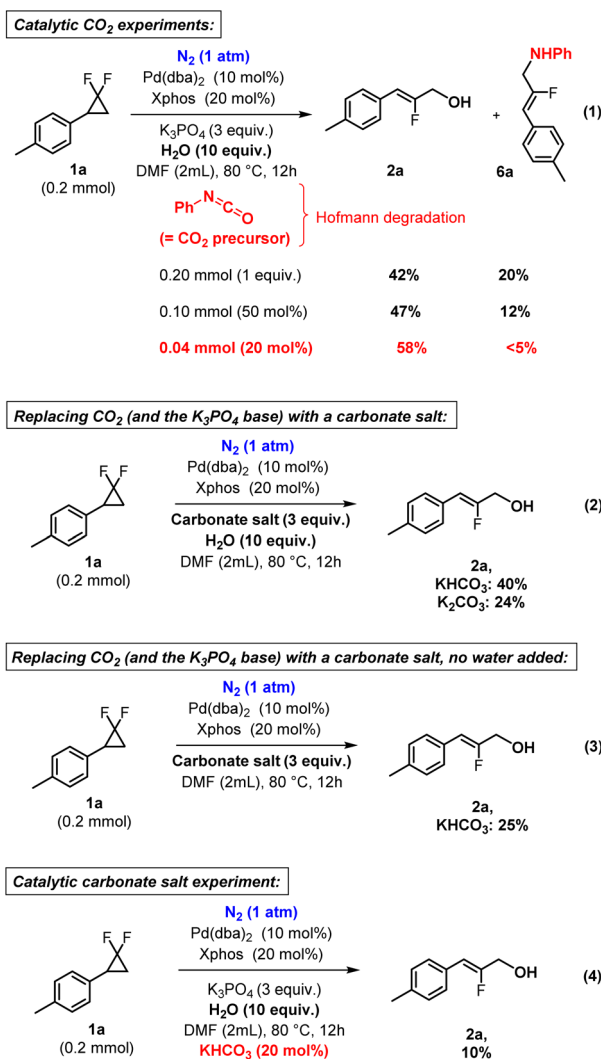 Catalytic CO₂ experiments:
N₂ (1 atm)
Pd(dba)₂ (10 mol%)
Xphos (20 mol%)
K₃PO₄ (3 equiv.)
H₂O (10 equiv.)
DMF (2mL), 80 °C, 12h
F F
1a
(0.2 mmol)
OH
F
2a
+
NHPh
F
6a
(1)
Ph N C O
(= CO₂ precursor)
Hofmann degradation
0.20 mmol (1 equiv.) 42% 20%
0.10 mmol (50 mol%) 47% 12%
0.04 mmol (20 mol%) 58% <5%
Replacing CO₂ (and the K₃PO₄ base) with a carbonate salt:
N₂ (1 atm)
Pd(dba)₂ (10 mol%)
Xphos (20 mol%)
Carbonate salt (3 equiv.)
H₂O (10 equiv.)
DMF (2mL), 80 °C, 12h
F F
1a
(0.2 mmol)
OH
F
2a,
KHCO₃: 40%
K₂CO₃: 24%
(2)
Replacing CO₂ (and the K₃PO₄ base) with a carbonate salt, no water added:
N₂ (1 atm)
Pd(dba)₂ (10 mol%)
Xphos (20 mol%)
Carbonate salt (3 equiv.)
DMF (2mL), 80 °C, 12h
F F
1a
(0.2 mmol)
OH
F
2a,
KHCO₃: 25%
(3)
Catalytic carbonate salt experiment:
N₂ (1 atm)
Pd(dba)₂ (10 mol%)
Xphos (20 mol%)
K₃PO₄ (3 equiv.)
H₂O (10 equiv.)
DMF (2mL), 80 °C, 12h
KHCO₃ (20 mol%)
F F
1a
(0.2 mmol)
OH
F
2a,
10%
(4)